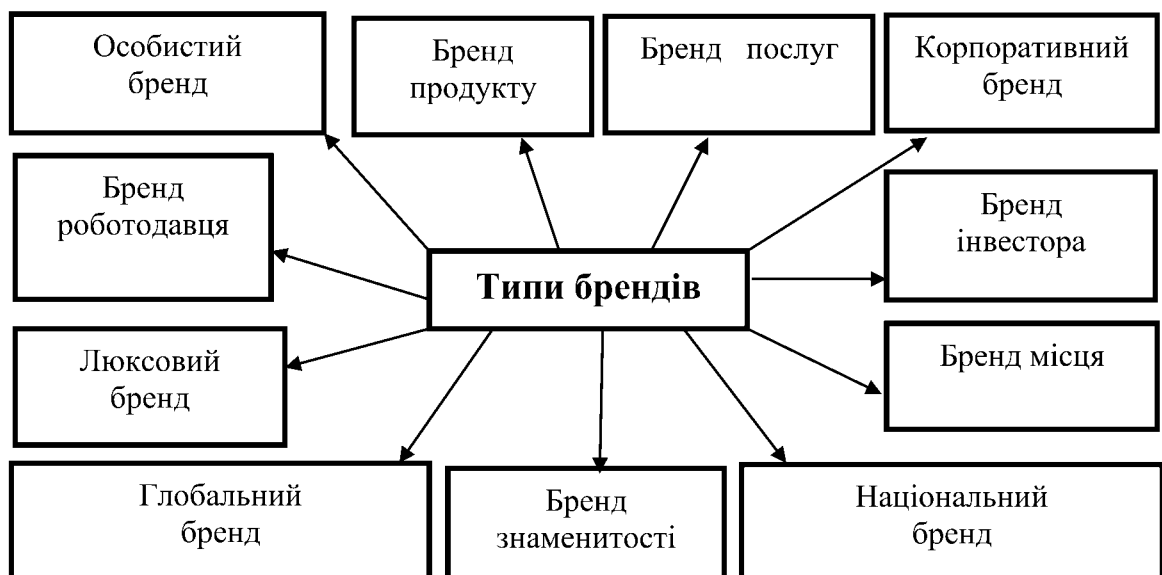 Особистий
бренд
Бренд
продукту
Бренд послуг
Корпоративний
бренд
Бренд
роботодавця
Бренд
інвестора
Типи брендів
Люксовий
бренд
Бренд місця
Глобальний
бренд
Бренд
знаменитості
Національний
бренд